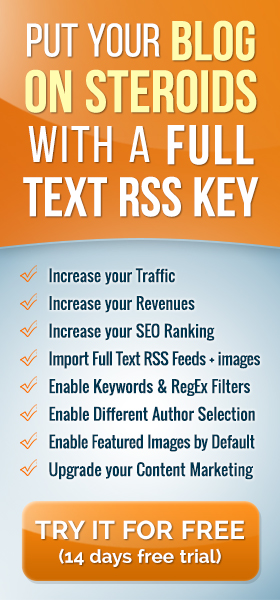 PUT YOUR BLOG
ON STEROIDS
WITH A FULL
TEXT RSS KEY
Increase your Traffic
Increase your Revenues
Increase your SEO Ranking
Import Full Text RSS Feeds + images
Enable Keywords & RegEx Filters
Enable Different Author Selection
Enable Featured Images by Default
Upgrade your Content Marketing
TRY IT FOR FREE
(14 days free trial)